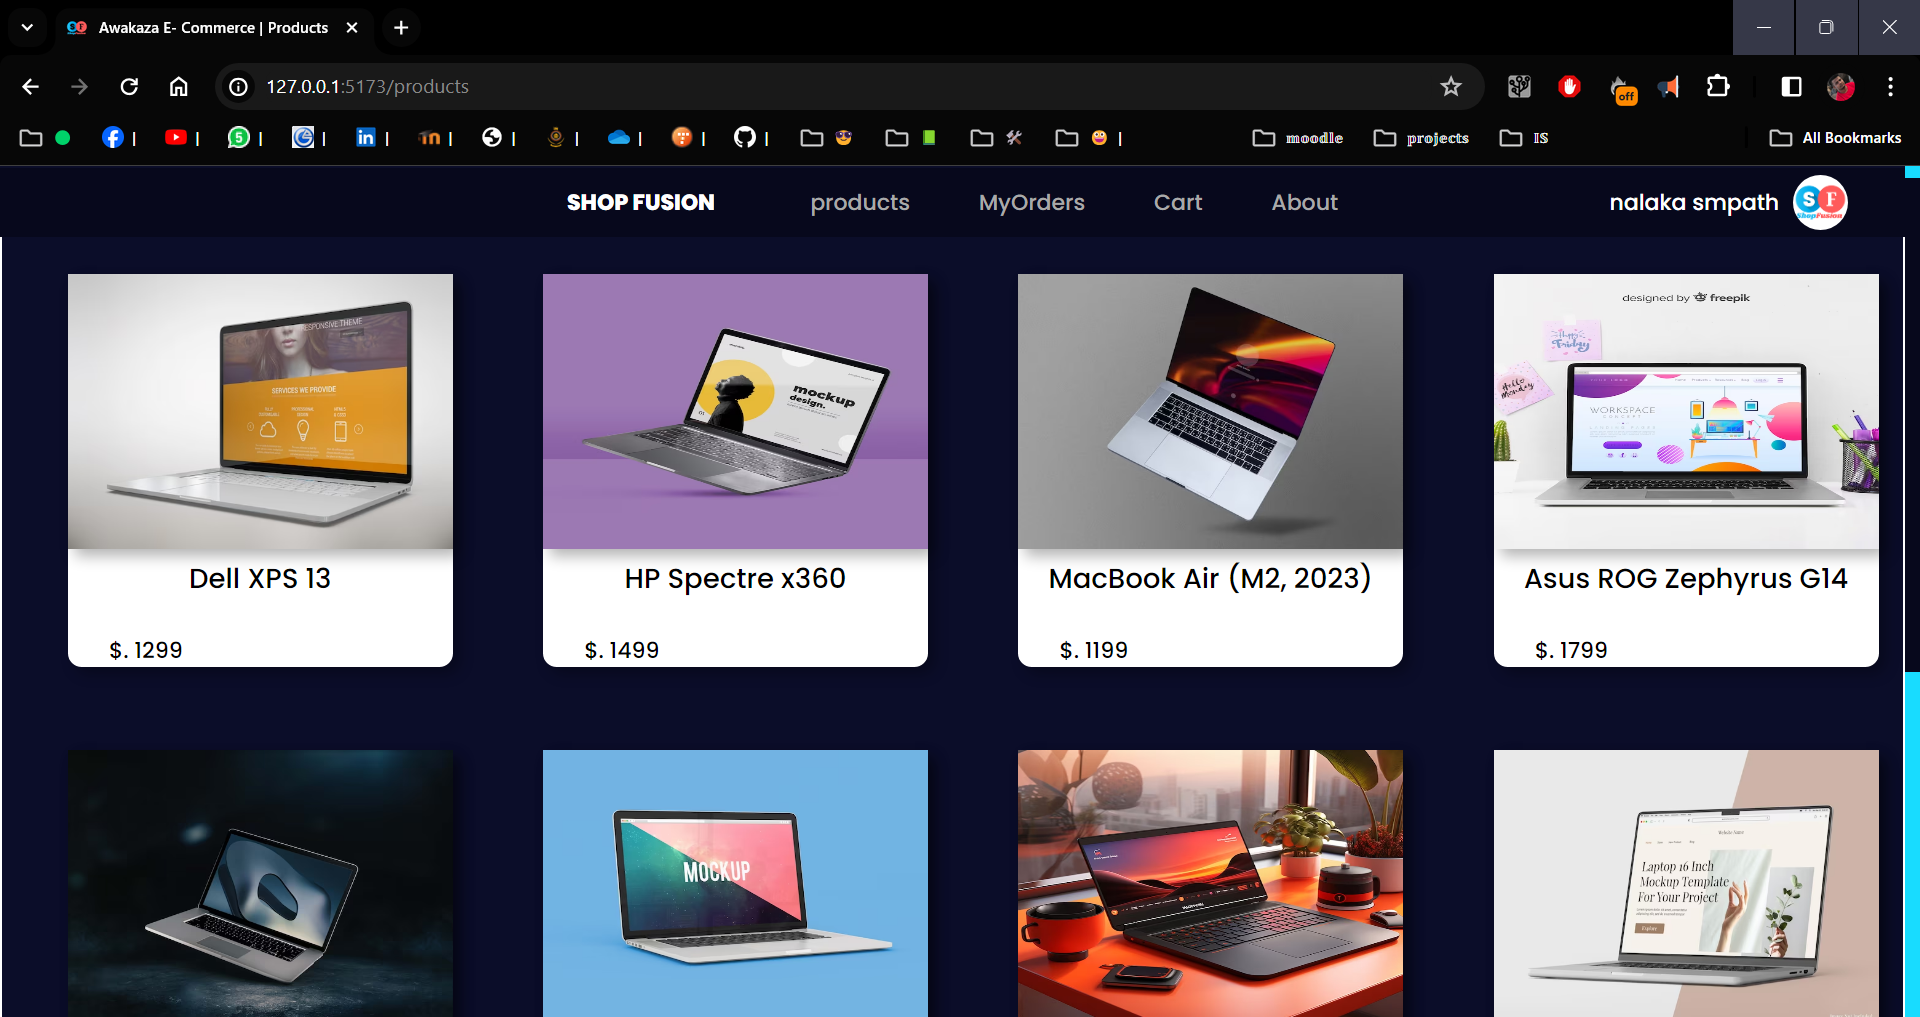 Awakaza E- Commerce | Products
127.0.0.1:5173/products
off
5
moodle
projects
IS
All Bookmarks
SHOP FUSION
products
MyOrders
Cart
About
nalaka smpath
S F
ShopFusion
RESPONSIVE THEME
SERVICES WE PROVIDE
mockup
design.
designed by freepik
Happy
Friday
Hello
Monday
WORKSPACE
CONCEPT
Dell XPS 13
HP Spectre x360
MacBook Air (M2, 2023)
Asus ROG Zephyrus G14
$. 1299
$. 1499
$. 1199
$. 1799
MOCKUP
Laptop 16 Inch
Mockup Template
For Your Project